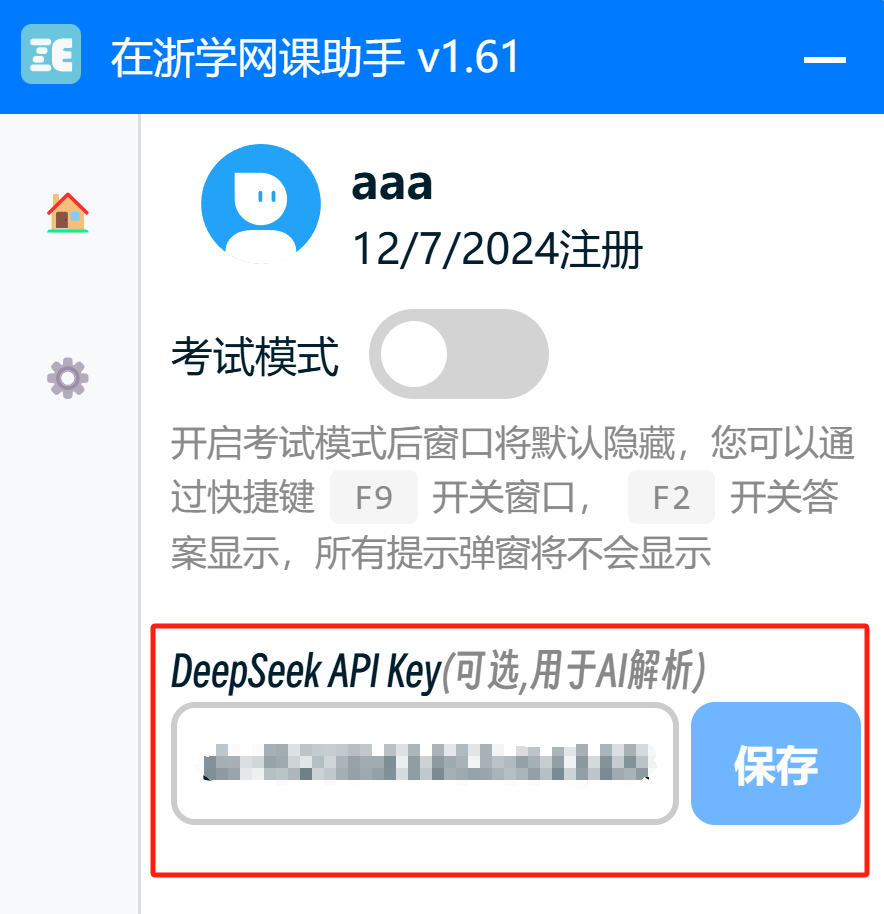 在浙学网课助手 v1.61
aaa
12/7/2024注册
考试模式
开启考试模式后窗口将默认隐藏，您可以通
过快捷键 F9 开关窗口， F2 开关答
案显示，所有提示弹窗将不会显示
DeepSeek API Key(可选,用于AI解析)
保存